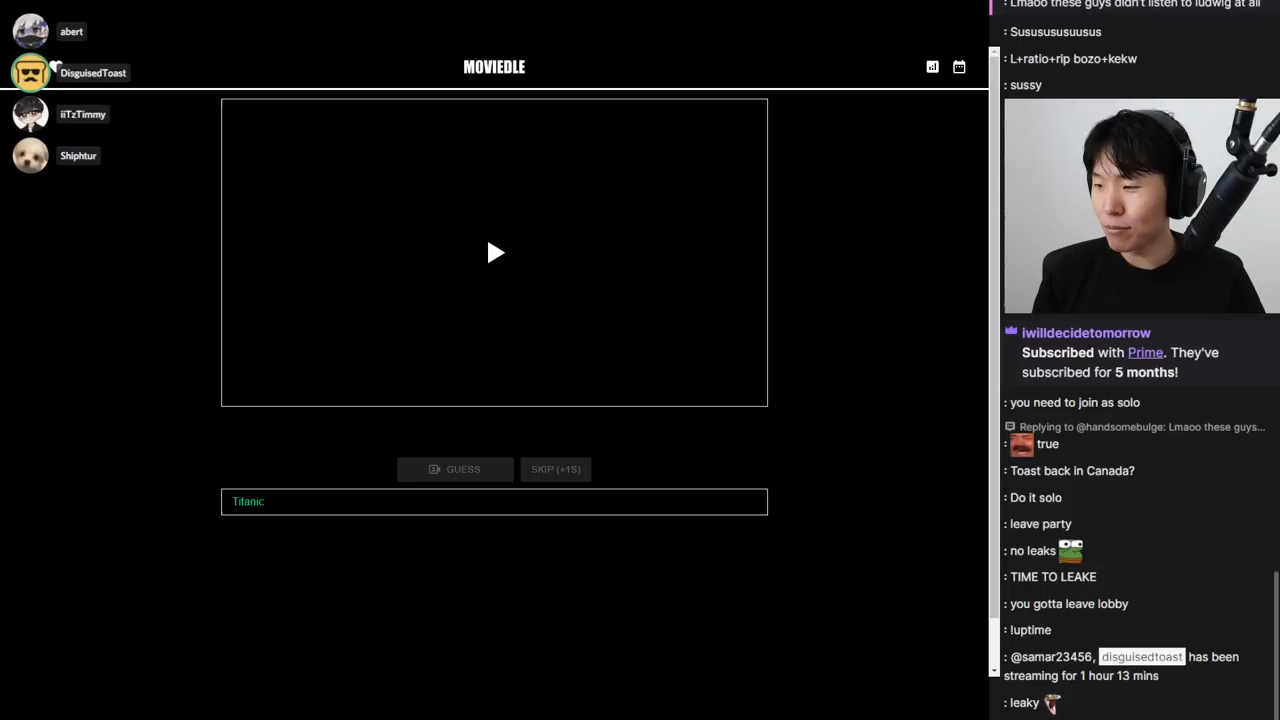 abert
DisguisedToast
iiTzTimmy
Shiphtur
MOVIEDLE
GUESS
SKIP (+1S)
Titanic
Lmaoo these guys didn't listen to ludwig at all
: Susususuuusus
: L+ratio+rip bozo+kekw
: sussy
iwilldecidetomorrow
Subscribed with Prime. They've
subscribed for 5 months!
: you need to join as solo
Replying to @handsomebulge: Lmaoo these guys...
: true
: Toast back in Canada?
: Do it solo
: leave party
: no leaks
: TIME TO LEAKE
: you gotta leave lobby
: !uptime
: @samar23456, disguisedtoast has been
streaming for 1 hour 13 mins
: leaky